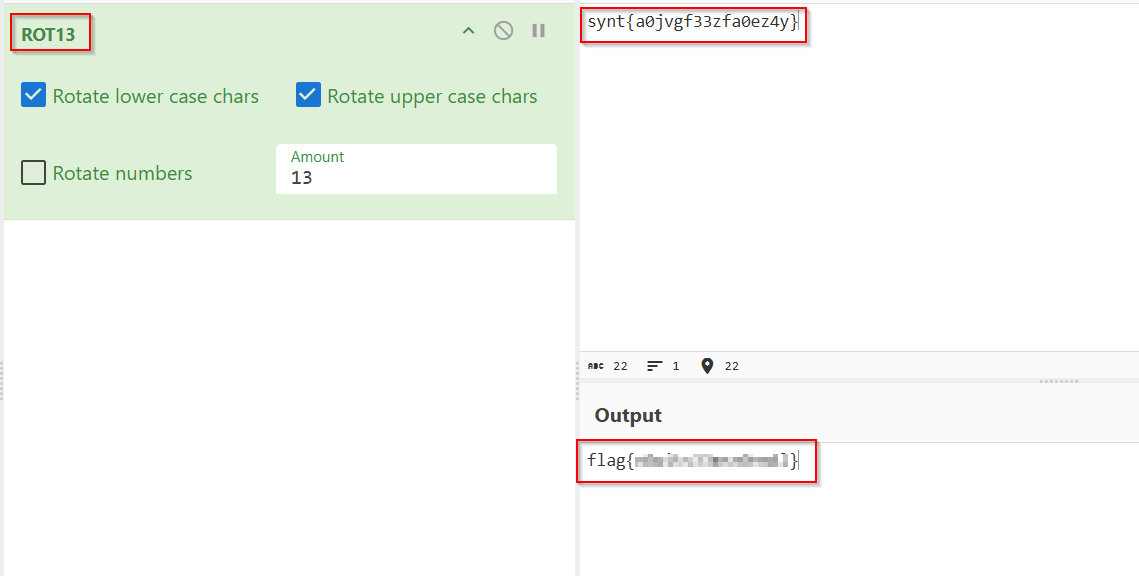 ROT13
Rotate lower case chars
Rotate upper case chars
Rotate numbers
Amount
13
synt{a0jvgf33zfa0ez4y}
ABC 22
1
22
Output
flag{